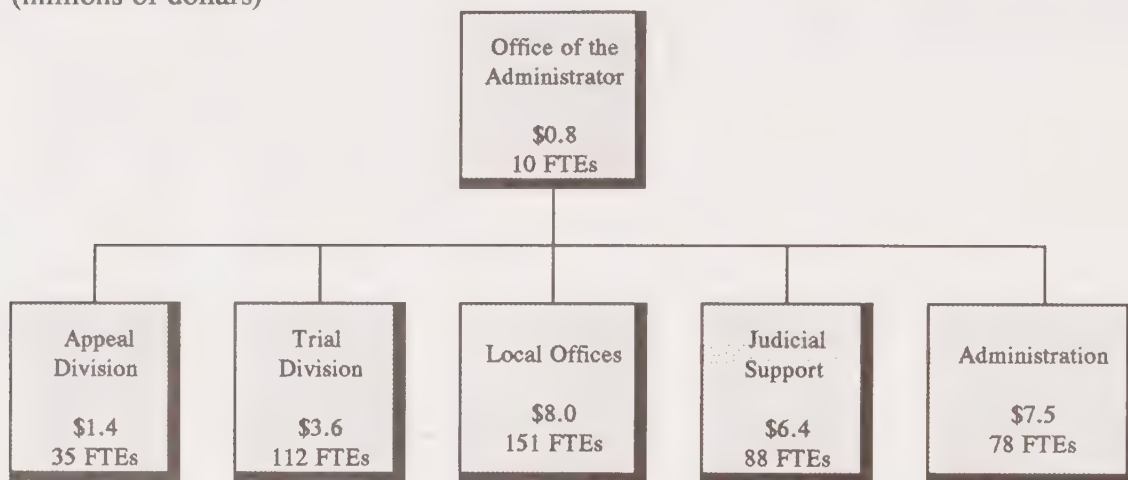 (millions of dollars)
Office of the
Administrator
$0.8
10 FTEs
Appeal
Division
$1.4
35 FTEs
Trial
Division
$3.6
112 FTEs
Local Offices
$8.0
151 FTEs
Judicial
Support
$6.4
88 FTEs
Administration
$7.5
78 FTEs